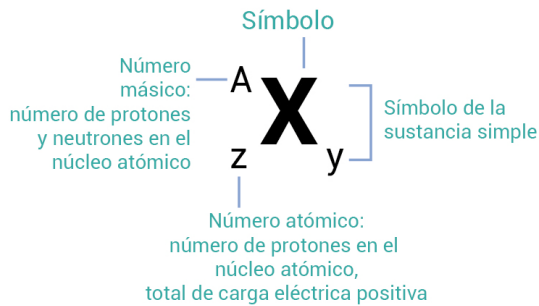 Símbolo
Número
másico:
número de protones
y neutrones en el
núcleo atómico
A
X
z
y
Símbolo de la
sustancia simple
Número atómico:
número de protones en el
núcleo atómico,
total de carga eléctrica positiva